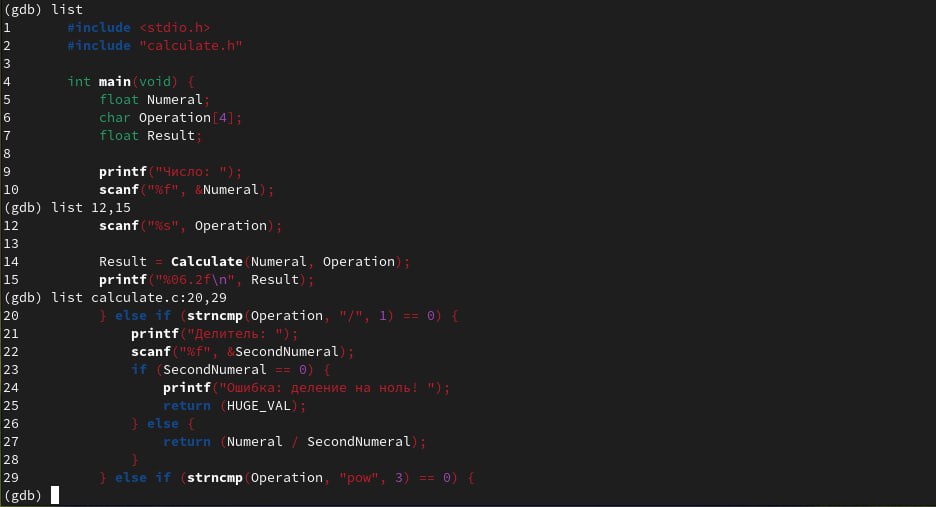 (gdb) list
1       #include <stdio.h>
2       #include "calculate.h"
3
4       int main(void) {
5           float Numeral;
6           char Operation[4];
7           float Result;
8
9           printf("Число: ");
10          scanf("%f", &Numeral);
(gdb) list 12,15
12          scanf("%s", Operation);
13
14          Result = Calculate(Numeral, Operation);
15          printf("%06.2f\n", Result);
(gdb) list calculate.c:20,29
20          } else if (strncmp(Operation, "/", 1) == 0) {
21              printf("Делитель: ");
22              scanf("%f", &SecondNumeral);
23              if (SecondNumeral == 0) {
24                  printf("Ошибка: деление на ноль! ");
25                  return (HUGE_VAL);
26              } else {
27                  return (Numeral / SecondNumeral);
28              }
29          } else if (strncmp(Operation, "pow", 3) == 0) {
(gdb)